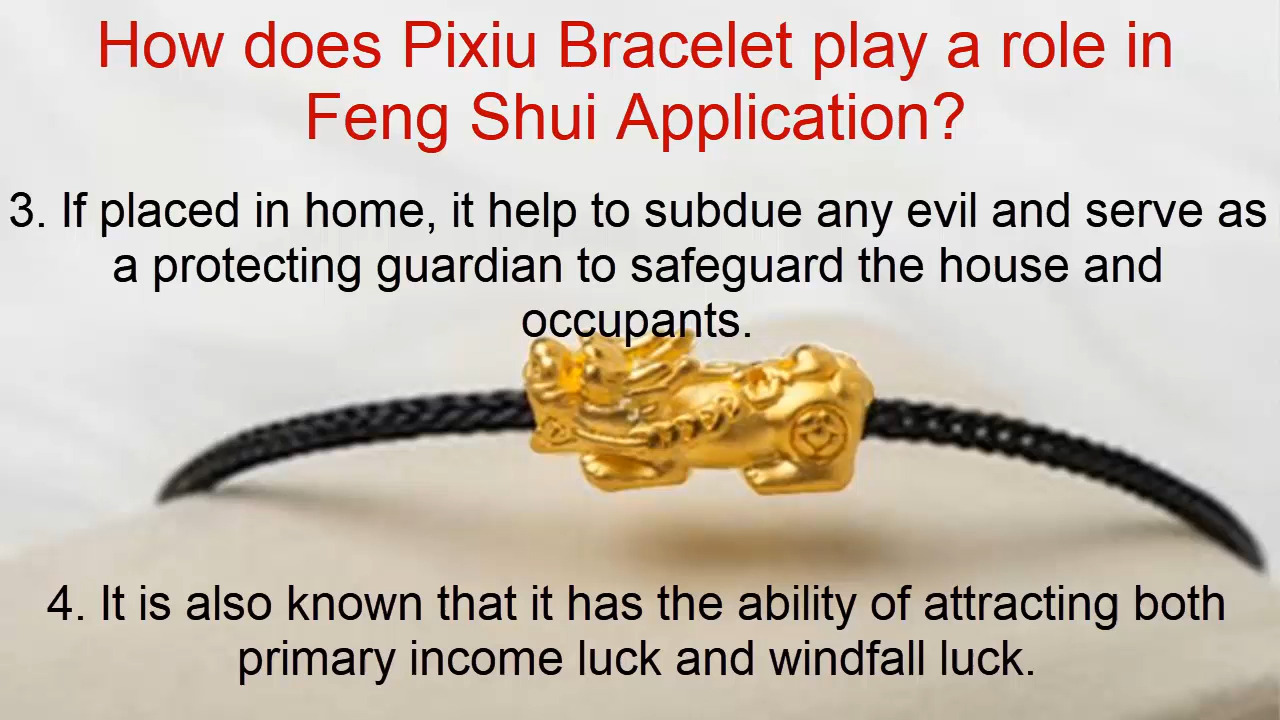 How does Pixiu Bracelet play a role in
Feng Shui Application?
3. If placed in home, it help to subdue any evil and serve as
a protecting guardian to safeguard the house and
occupants.
4. It is also known that it has the ability of attracting both
primary income luck and windfall luck.